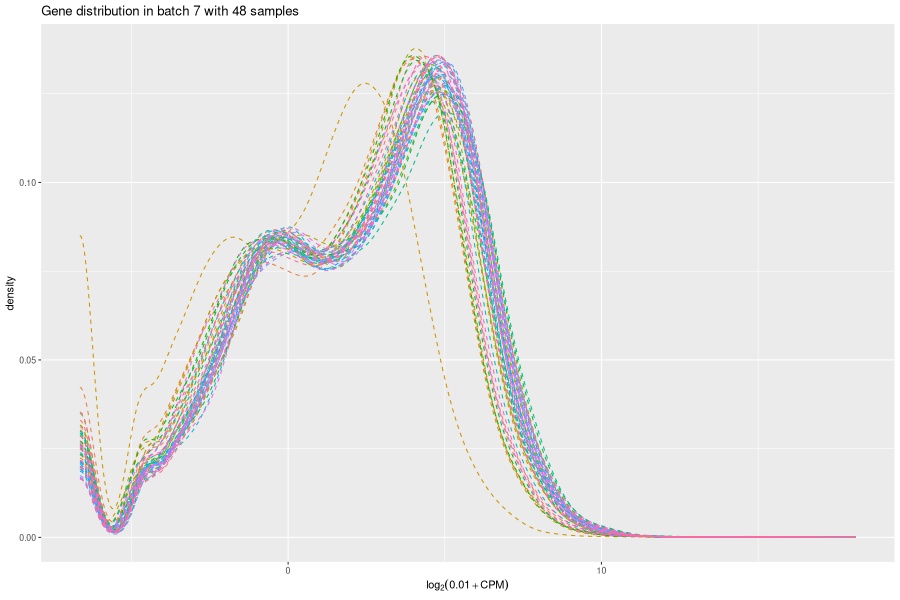 Gene distribution in batch 7 with 48 samples
density
0.10
0.05
0.00
0
10
log₂(0.01 + CPM)